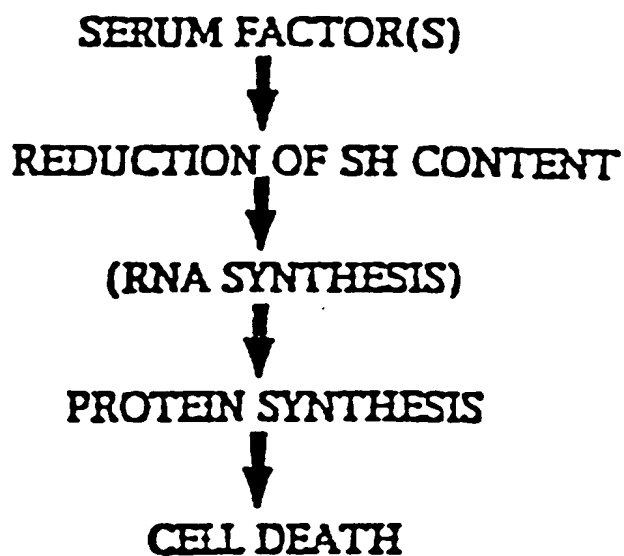 SERUM FACTOR(S)
REDUCTION OF SH CONTENT
(RNA SYNTHESIS)
PROTEIN SYNTHESIS
CELL DEATH